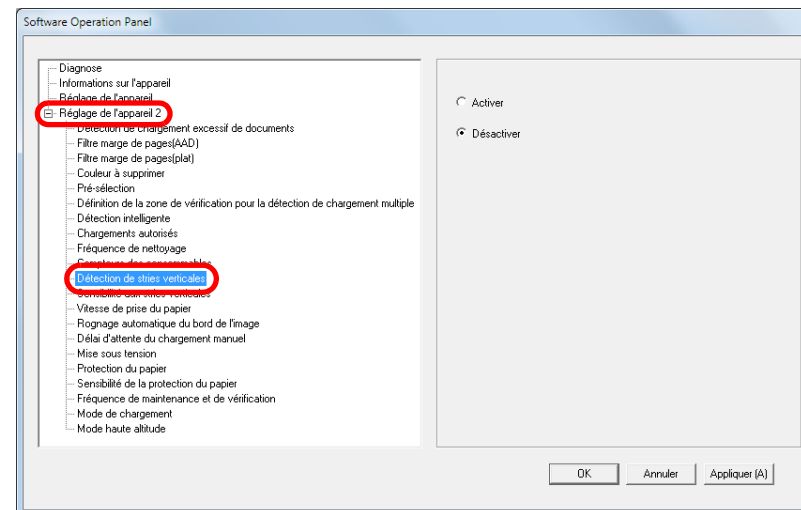 Software Operation Panel
Diagnose
Informations sur l'appareil
Réglage de l'appareil
Réglage de l'appareil 2
Détection de chargement excessif de documents
Filtre marge de pages(AAD)
Filtre marge de pages(plat)
Couleur à supprimer
Pré-sélection
Définition de la zone de vérification pour la détection de chargement multiple
Détection intelligente
Chargements autorisés
Fréquence de nettoyage
Compteurs des consommables
Détection de stries verticales
Sensibilité aux stries verticales
Vitesse de prise du papier
Rognage automatique du bord de l'image
Délai d'attente du chargement manuel
Mise sous tension
Protection du papier
Sensibilité de la protection du papier
Fréquence de maintenance et de vérification
Mode de chargement
Mode haute altitude
Activer
Désactiver
OK
Annuler
Appliquer (A)